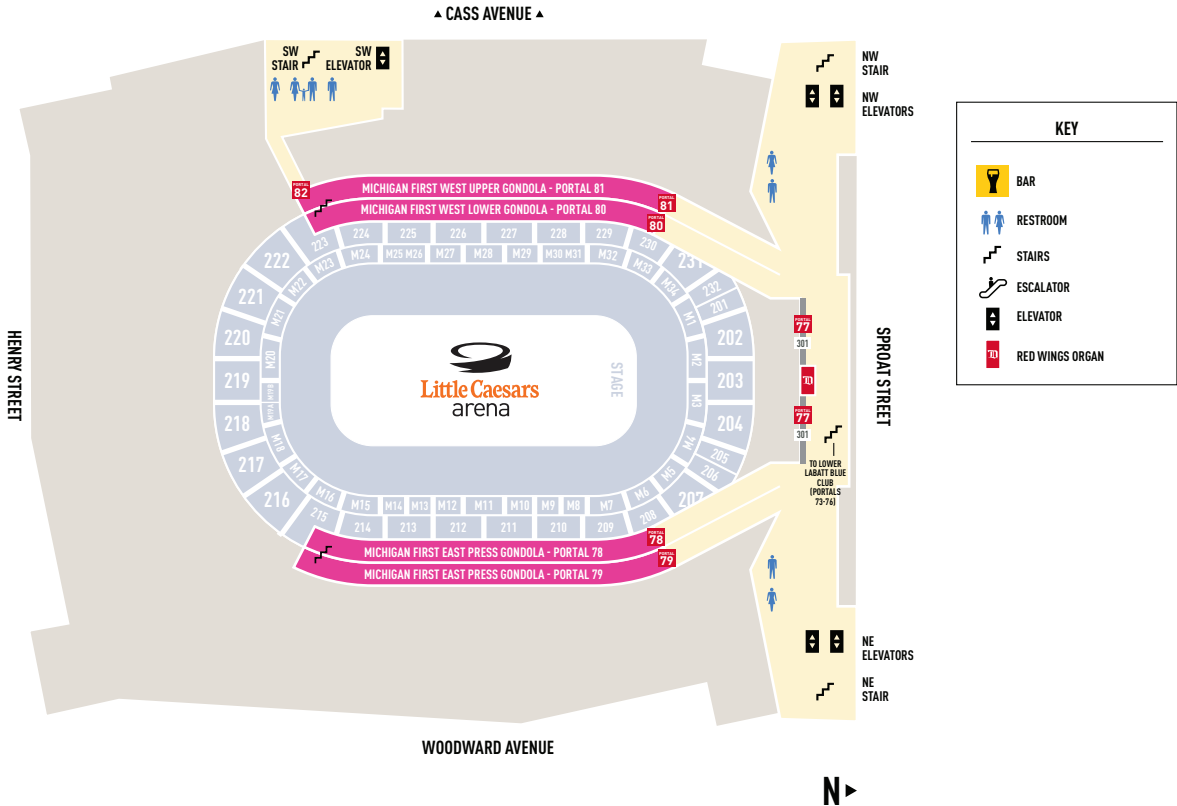 ▲ CASS AVENUE ▲
SW
STAIR
SW
ELEVATOR
NW
STAIR
NW
ELEVATORS
KEY
BAR
RESTROOM
STAIRS
ESCALATOR
ELEVATOR
RED WINGS ORGAN
PORTAL
82
MICHIGAN FIRST WEST UPPER GONDOLA - PORTAL 81
PORTAL
81
MICHIGAN FIRST WEST LOWER GONDOLA - PORTAL 80
PORTAL
80
222
223
224
225
226
227
228
229
230
231
232
201
M22
M23
M24
M25
M26
M27
M28
M29
M30
M31
M32
M33
M34
221
M21
M1
220
M20
M2
202
219
M19B
M19A
M3
203
218
M18
M4
204
217
M17
M5
205
206
216
M16
M15
M14
M13
M12
M11
M10
M9
M8
M7
M6
207
215
214
213
212
211
210
209
208
STAGE
Little Caesars
arena
PORTAL
77
301
PORTAL
77
301
TO LOWER
LABATT BLUE
CLUB
(PORTALS
73-76)
HENRY STREET
SPROAT STREET
MICHIGAN FIRST EAST PRESS GONDOLA - PORTAL 78
PORTAL
78
MICHIGAN FIRST EAST PRESS GONDOLA - PORTAL 79
PORTAL
79
NE
ELEVATORS
NE
STAIR
WOODWARD AVENUE
N ▶